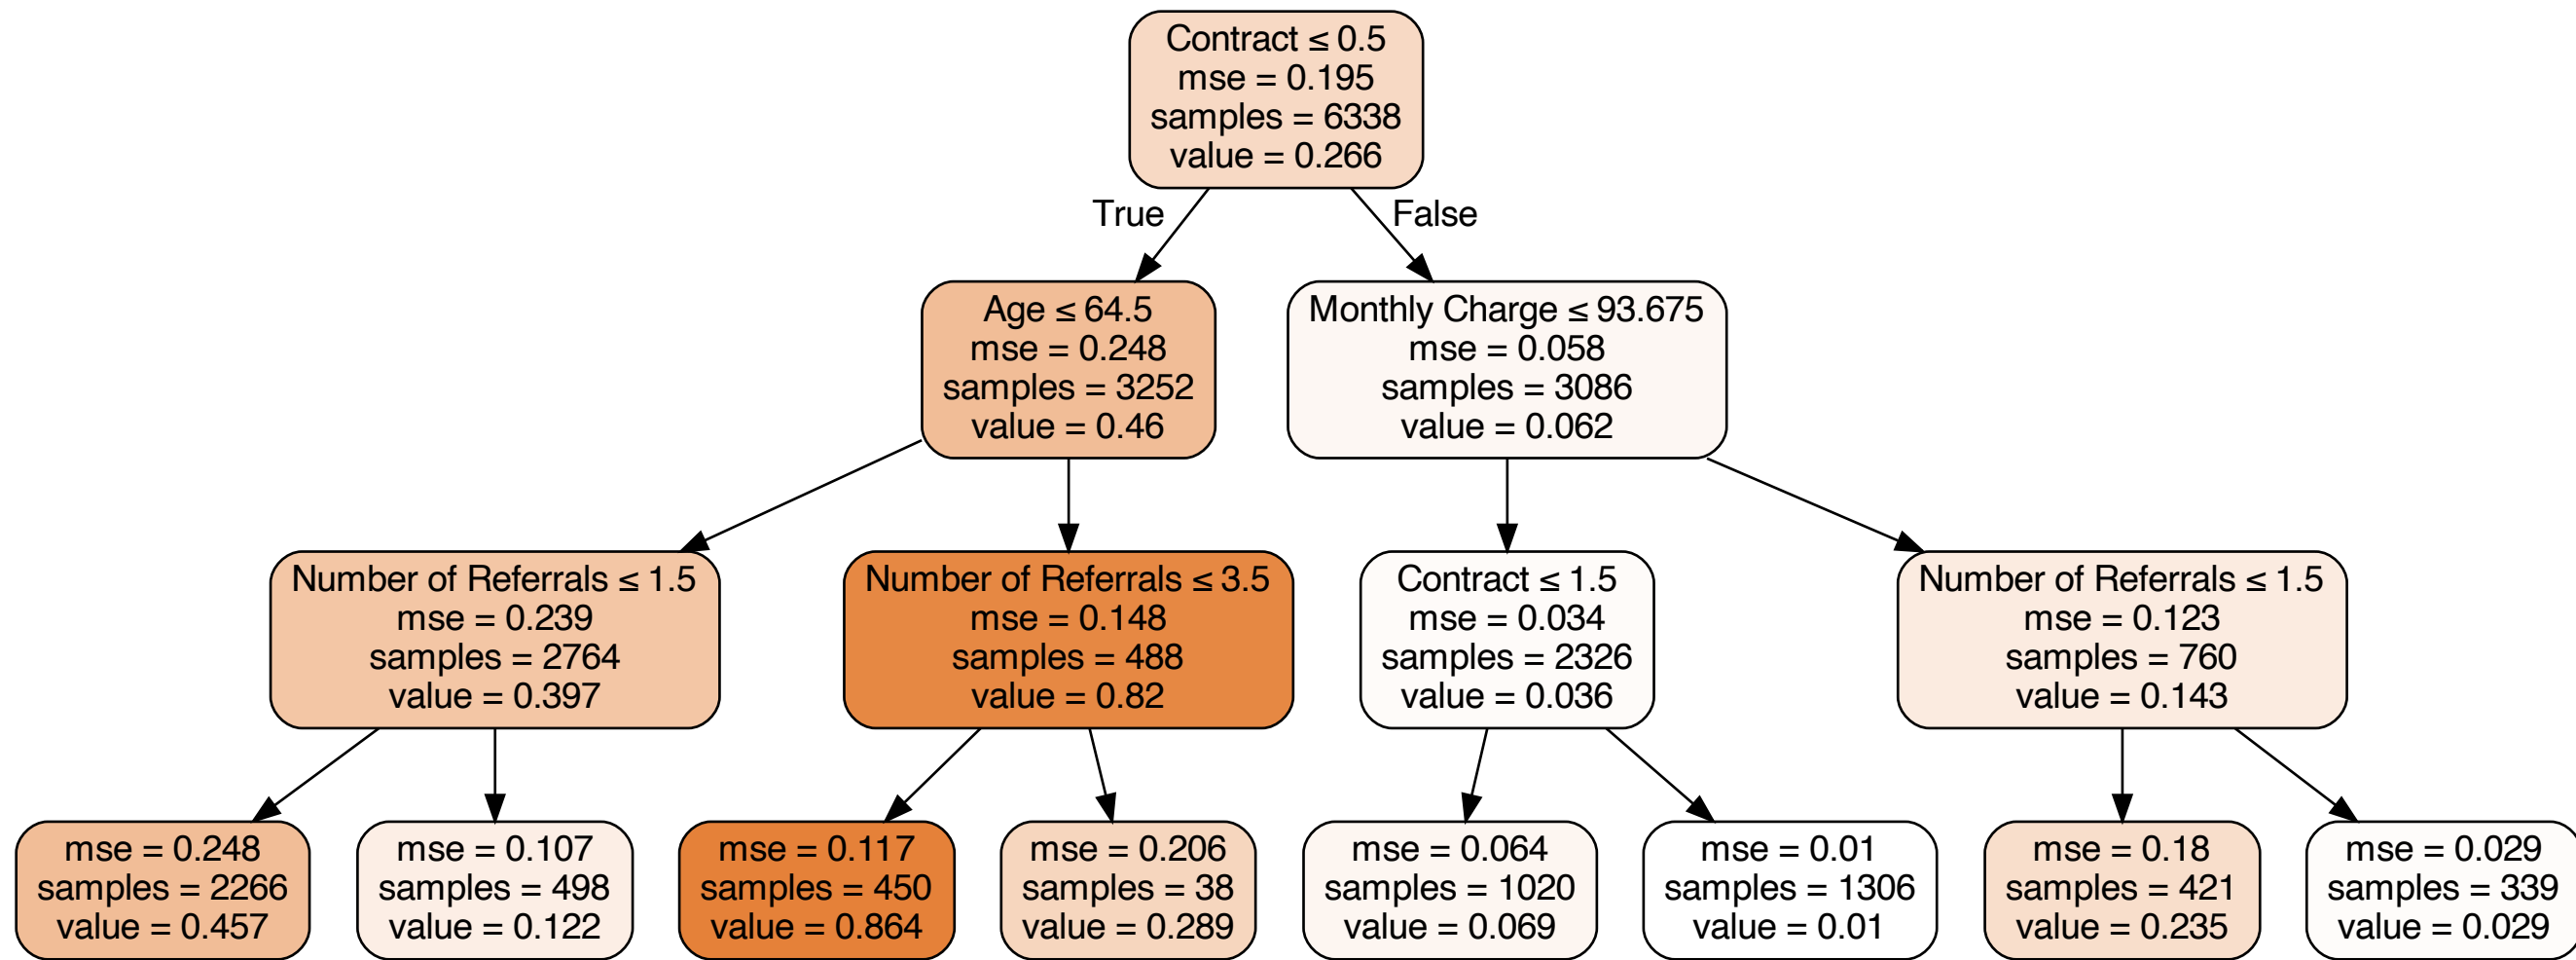 Contract ≤ 0.5
mse = 0.195
samples = 6338
value = 0.266
True
False
Age ≤ 64.5
mse = 0.248
samples = 3252
value = 0.46
Monthly Charge ≤ 93.675
mse = 0.058
samples = 3086
value = 0.062
Number of Referrals ≤ 1.5
mse = 0.239
samples = 2764
value = 0.397
Number of Referrals ≤ 3.5
mse = 0.148
samples = 488
value = 0.82
Contract ≤ 1.5
mse = 0.034
samples = 2326
value = 0.036
Number of Referrals ≤ 1.5
mse = 0.123
samples = 760
value = 0.143
mse = 0.248
samples = 2266
value = 0.457
mse = 0.107
samples = 498
value = 0.122
mse = 0.117
samples = 450
value = 0.864
mse = 0.206
samples = 38
value = 0.289
mse = 0.064
samples = 1020
value = 0.069
mse = 0.01
samples = 1306
value = 0.01
mse = 0.18
samples = 421
value = 0.235
mse = 0.029
samples = 339
value = 0.029